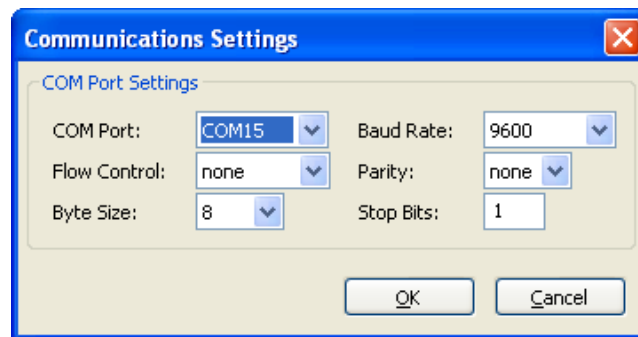 Communications Settings
COM Port Settings
COM Port: COM15 Baud Rate: 9600
Flow Control: none Parity: none
Byte Size: 8 Stop Bits: 1
OK Cancel